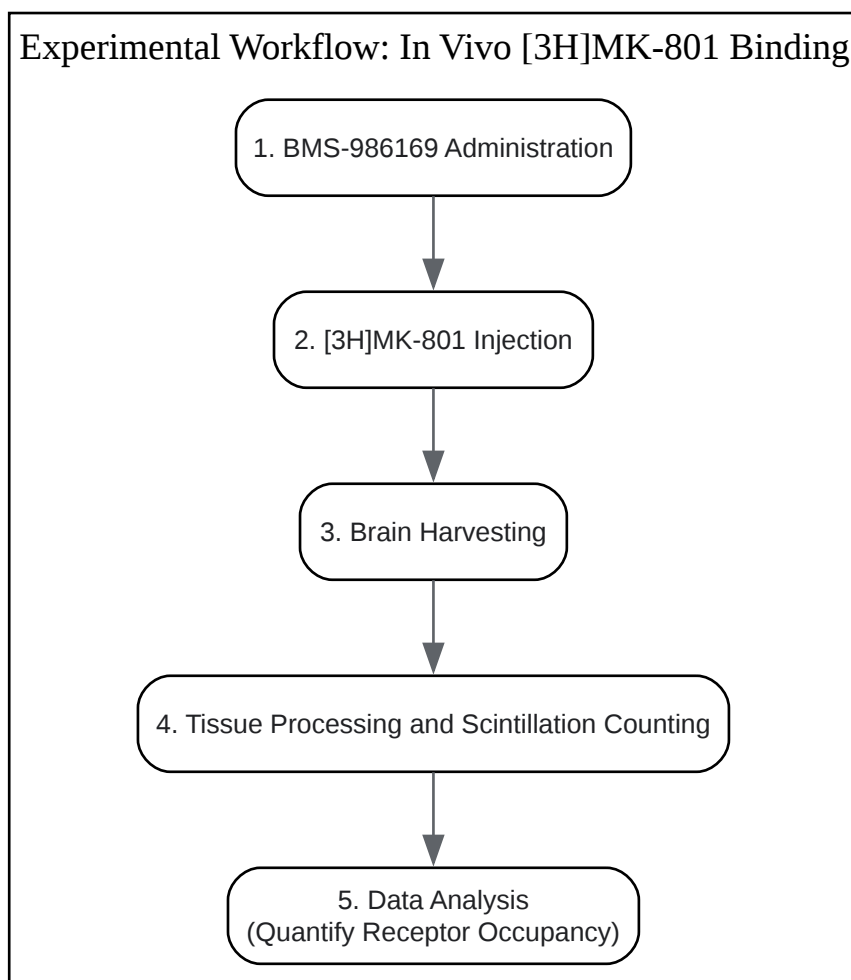 Experimental Workflow: In Vivo [3H]MK-801 Binding
1. BMS-986169 Administration
2. [3H]MK-801 Injection
3. Brain Harvesting
4. Tissue Processing and Scintillation Counting
5. Data Analysis
(Quantify Receptor Occupancy)